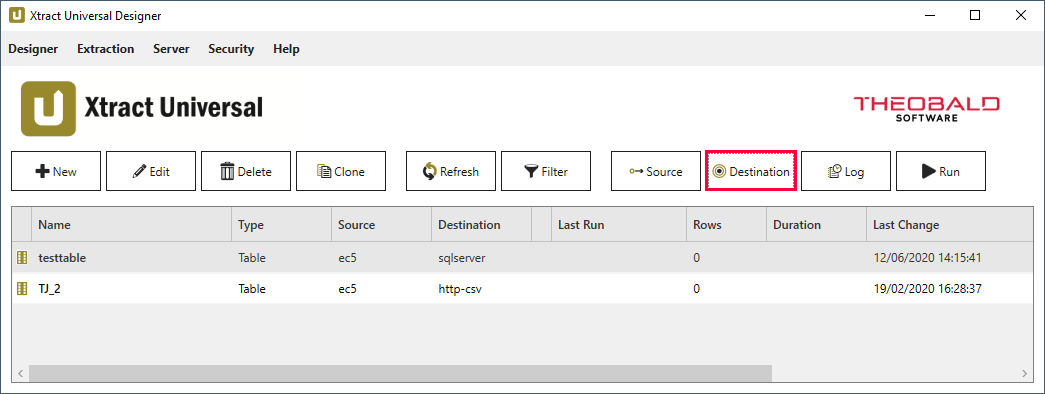 Xtract Universal Designer
Designer Extraction Server Security Help
Xtract Universal
THEOBALD
SOFTWARE
New Edit Delete Clone Refresh Filter Source Destination Log Run
Name Type Source Destination Last Run Rows Duration Last Change
testtable Table ec5 sqlserver 0 12/06/2020 14:15:41
TJ_2 Table ec5 http-csv 0 19/02/2020 16:28:37